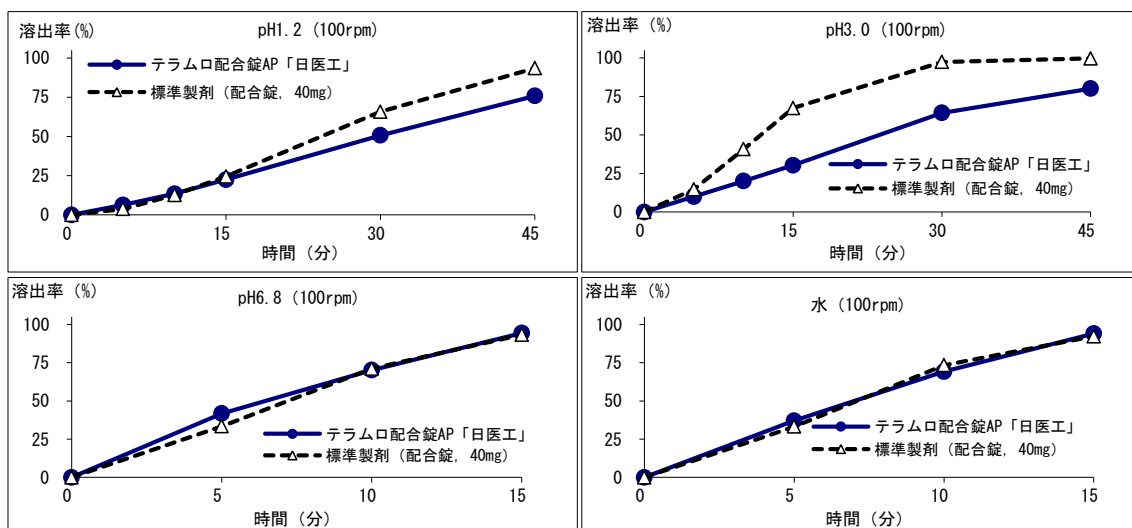 溶出率(%)
pH1.2 (100rpm)
100
75
50
25
0
テラムロ配合錠AP「日医工」
標準製剤（配合錠, 40mg）
0 15 30 45
時間（分）
溶出率 (%)
pH3.0 (100rpm)
100
75
50
25
0
テラムロ配合錠AP「日医工」
標準製剤（配合錠, 40mg）
0 15 30 45
時間（分）
溶出率 (%)
pH6.8 (100rpm)
100
75
50
25
0
テラムロ配合錠AP「日医工」
標準製剤（配合錠, 40mg）
0 5 10 15
時間（分）
溶出率 (%)
水 (100rpm)
100
75
50
25
0
テラムロ配合錠AP「日医工」
標準製剤（配合錠, 40mg）
0 5 10 15
時間（分）